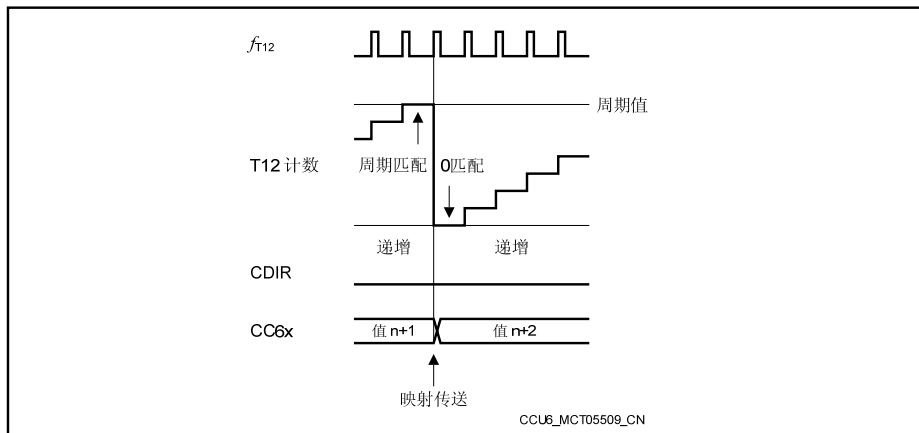 fT12
周期值
T12 计数
周期匹配 0匹配
递增 递增
CDIR
CC6x
值 n+1 值 n+2
映射传送
CCU6_MCT05509_CN